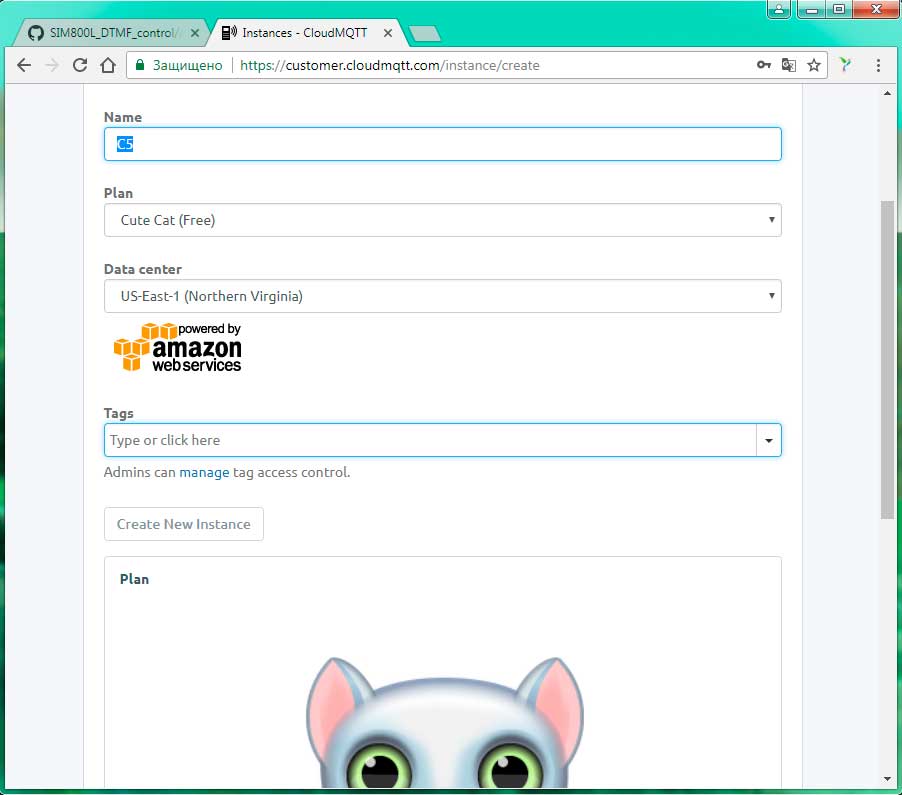 SIM800L_DTMF_control/
Instances - CloudMQTT
Защищено
https://customer.cloudmqtt.com/instance/create
Name
C5
Plan
Cute Cat (Free)
Data center
US-East-1 (Northern Virginia)
powered by
amazon
web services
Tags
Type or click here
Admins can manage tag access control.
Create New Instance
Plan